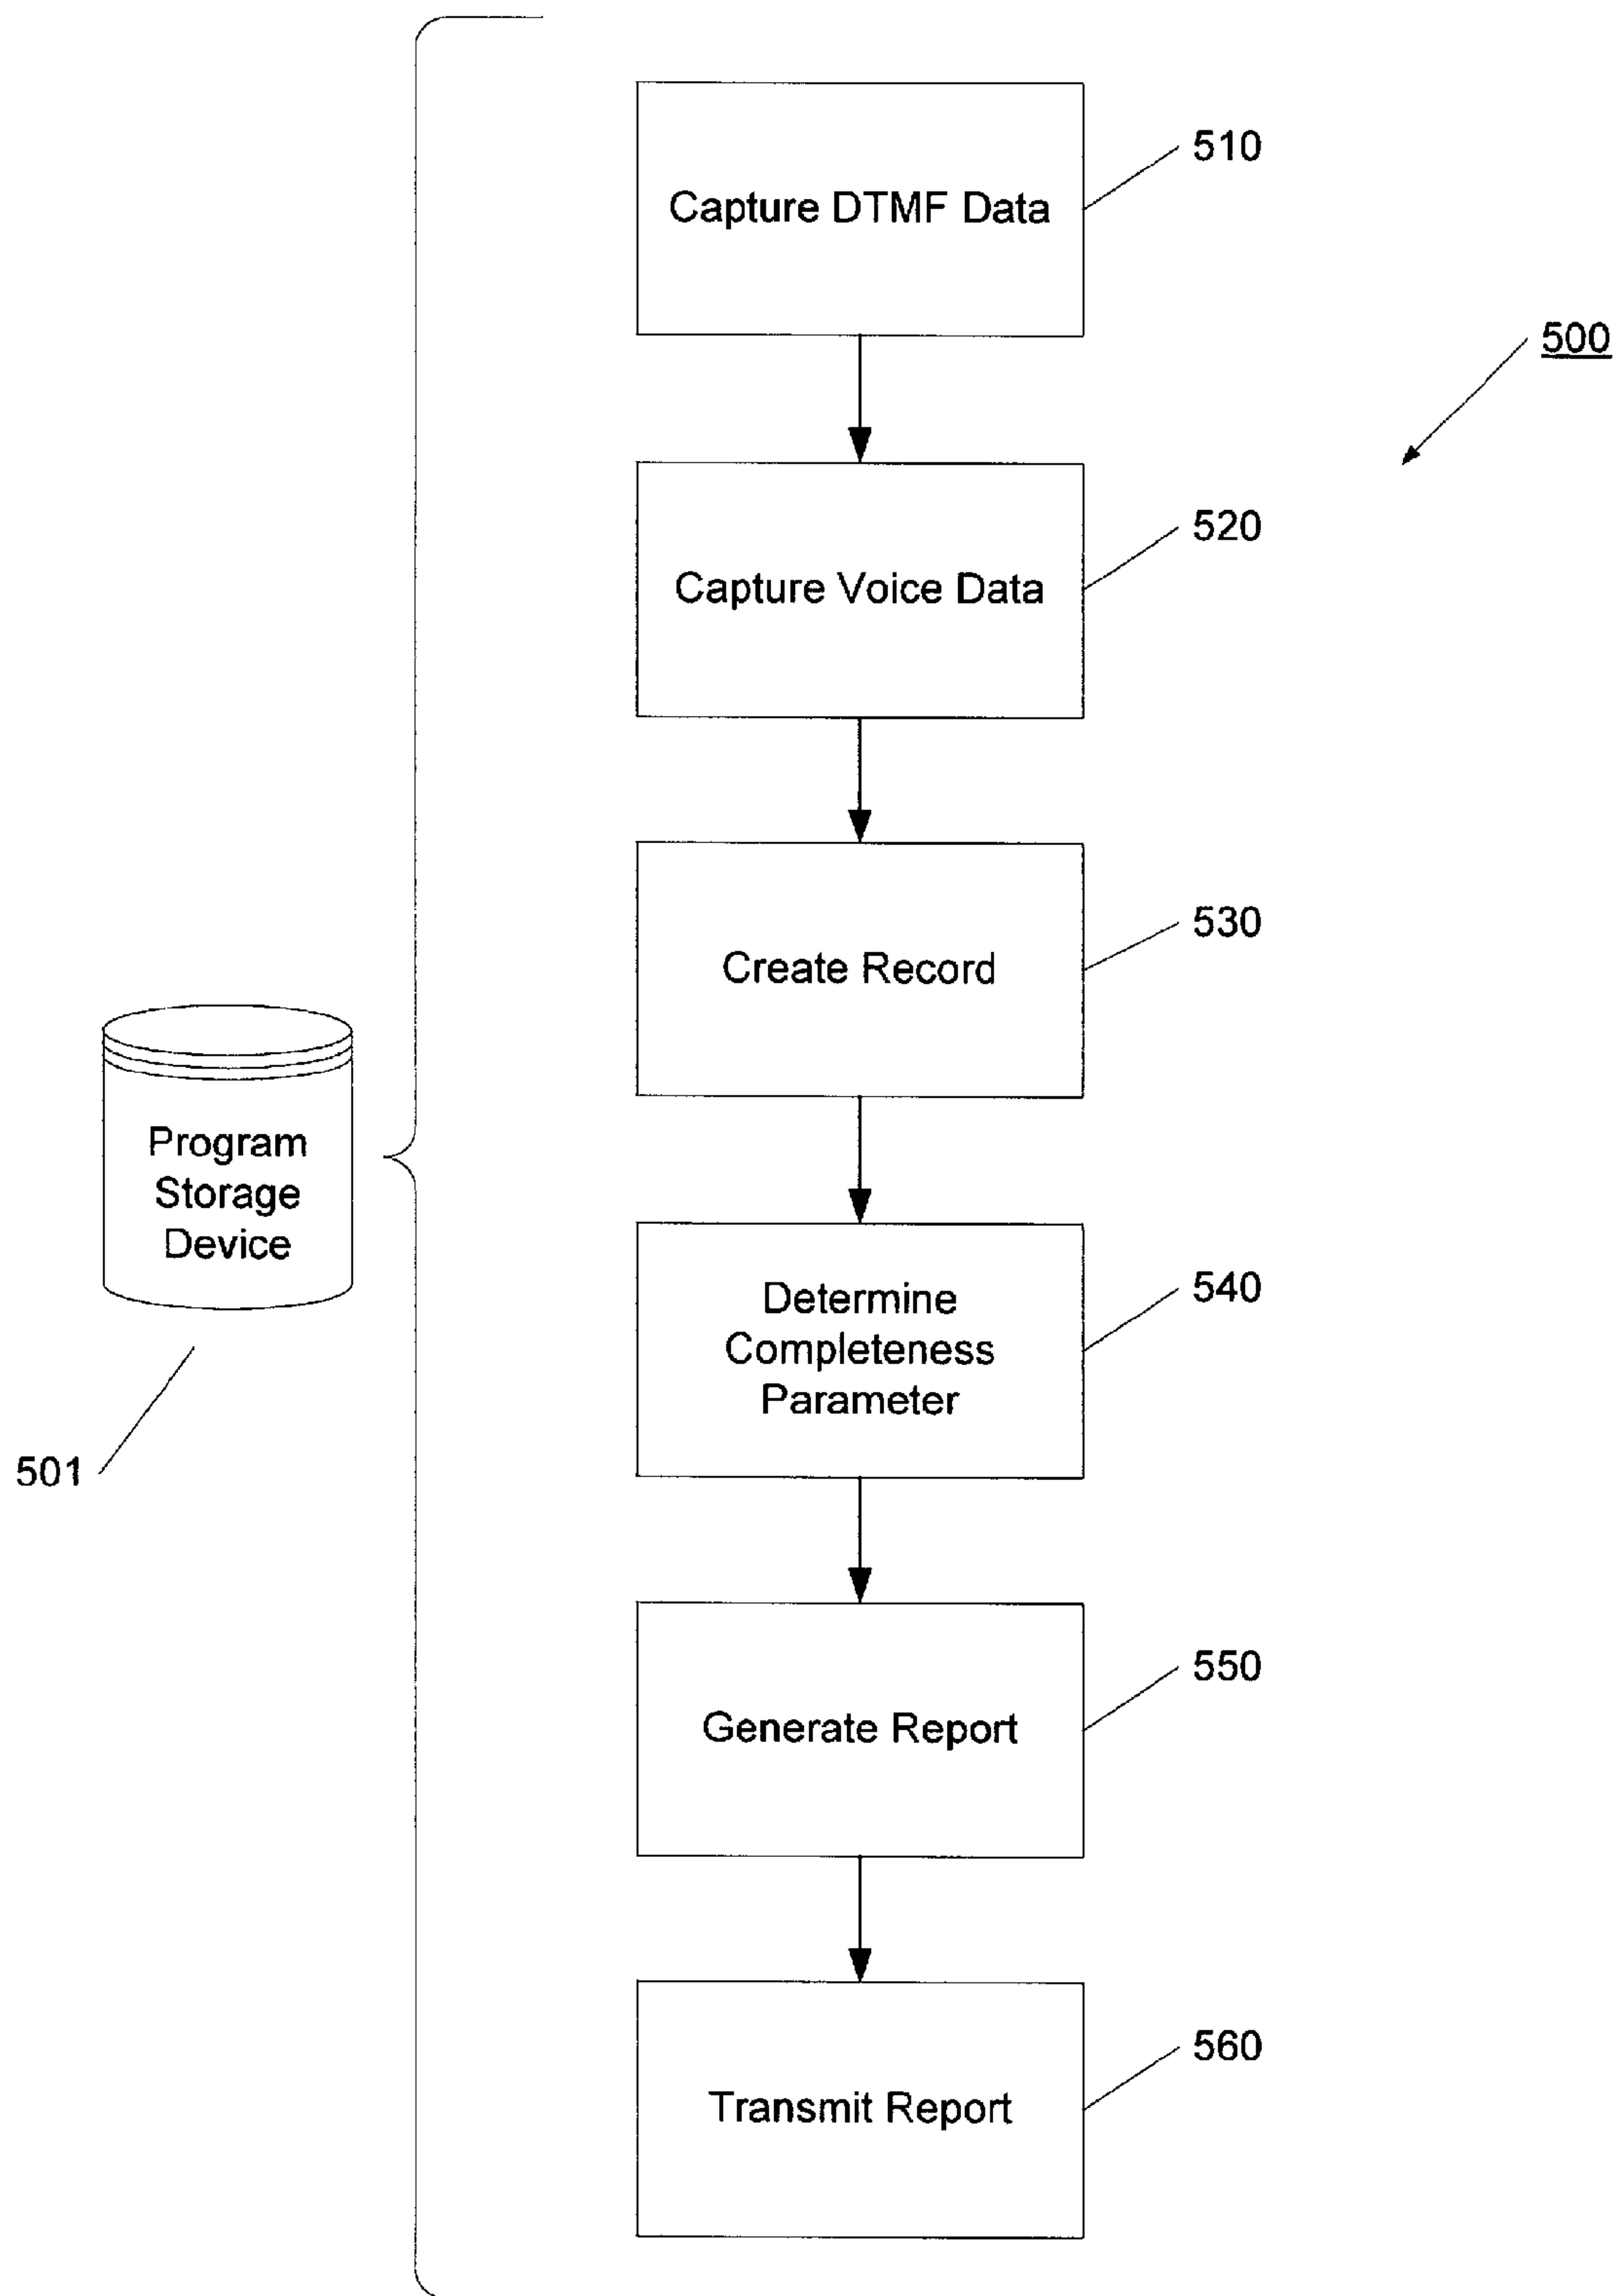 Capture DTMF Data
510
500
Capture Voice Data
520
Create Record
530
Program
Storage
Device
501
Determine
Completeness
Parameter
540
Generate Report
550
Transmit Report
560